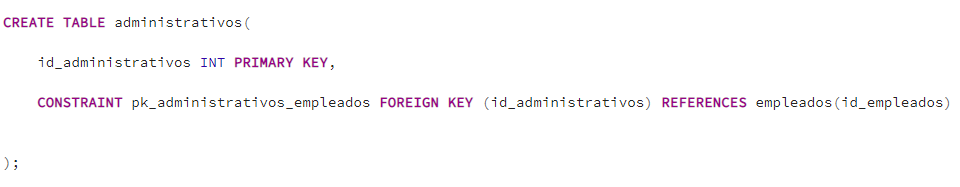 CREATE TABLE administrativos(
id_administrativos INT PRIMARY KEY,
CONSTRAINT pk_administrativos_empleados FOREIGN KEY (id_administrativos) REFERENCES empleados(id_empleados)
);